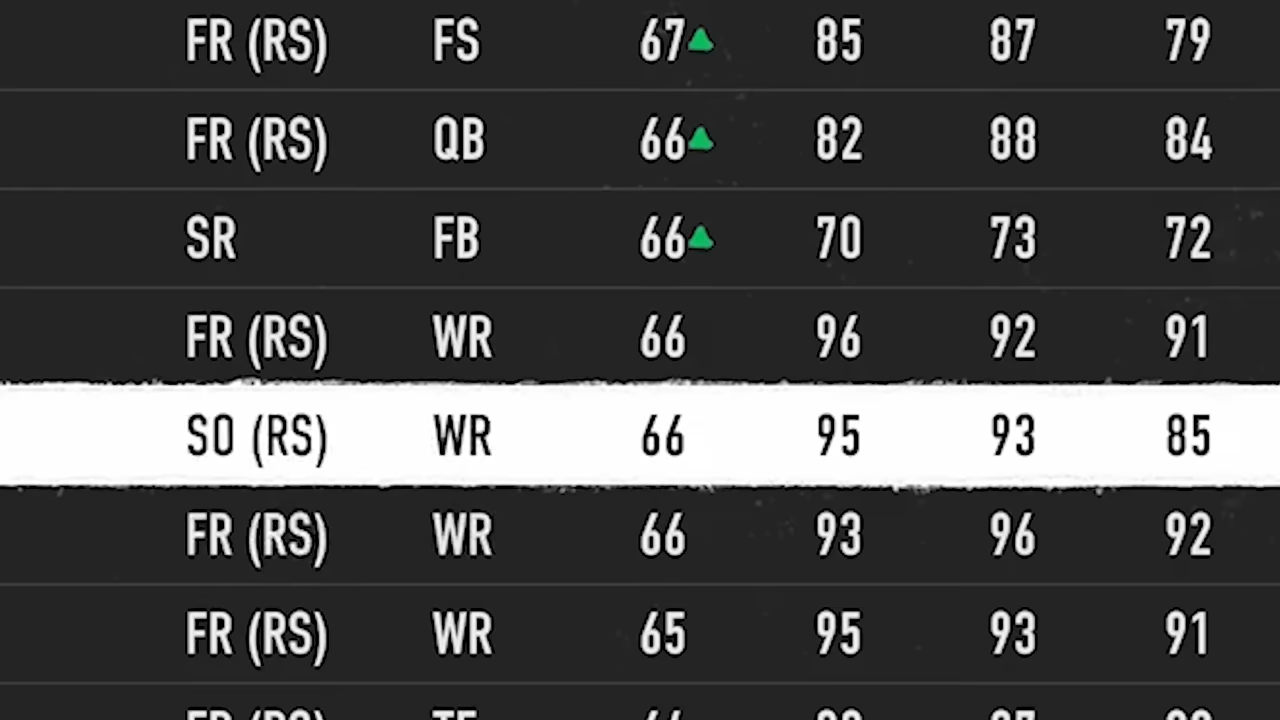 FR (RS) FS 67 85 87 79
FR (RS) QB 66 82 88 84
SR FB 66 70 73 72
FR (RS) WR 66 96 92 91
SO (RS) WR 66 95 93 85
FR (RS) WR 66 93 96 92
FR (RS) WR 65 95 93 91
FR (RS)